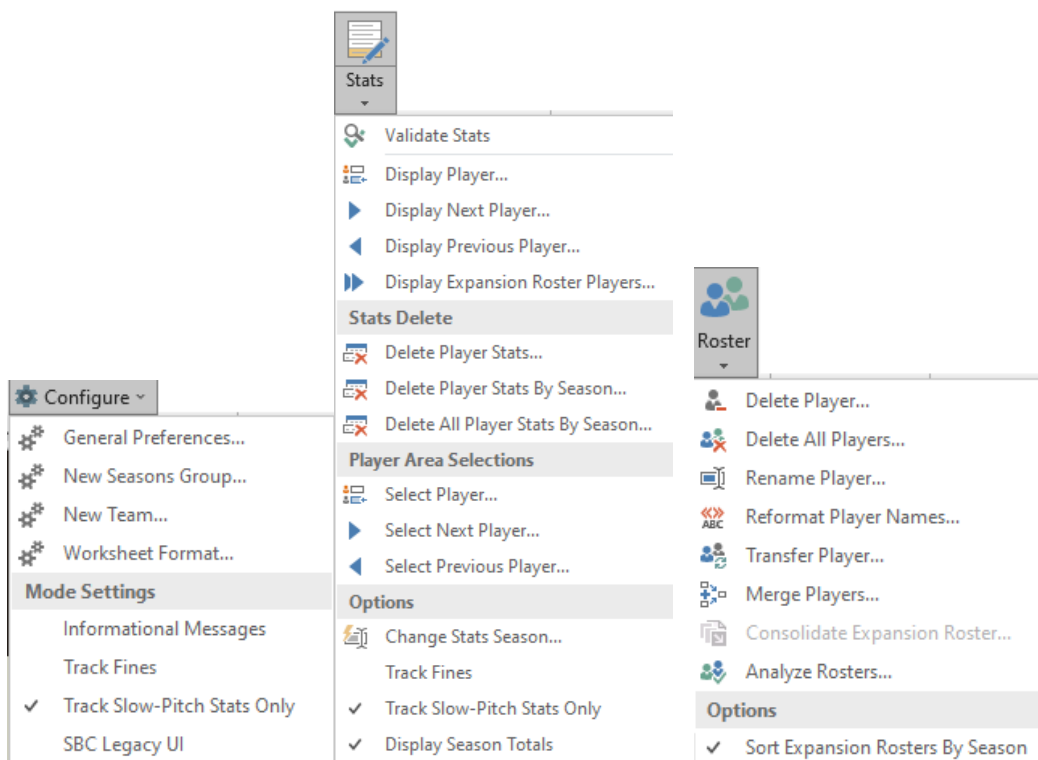 Configure
General Preferences...
New Seasons Group...
New Team...
Worksheet Format...
Mode Settings
Informational Messages
Track Fines
Track Slow-Pitch Stats Only
SBC Legacy UI
Stats
Validate Stats
Display Player...
Display Next Player...
Display Previous Player...
Display Expansion Roster Players...
Stats Delete
Delete Player Stats...
Delete Player Stats By Season...
Delete All Player Stats By Season...
Player Area Selections
Select Player...
Select Next Player...
Select Previous Player...
Options
Change Stats Season...
Track Fines
Track Slow-Pitch Stats Only
Display Season Totals
Roster
Delete Player...
Delete All Players...
Rename Player...
ABC
Reformat Player Names...
Transfer Player...
Merge Players...
Consolidate Expansion Roster...
Analyze Rosters...
Options
Sort Expansion Rosters By Season